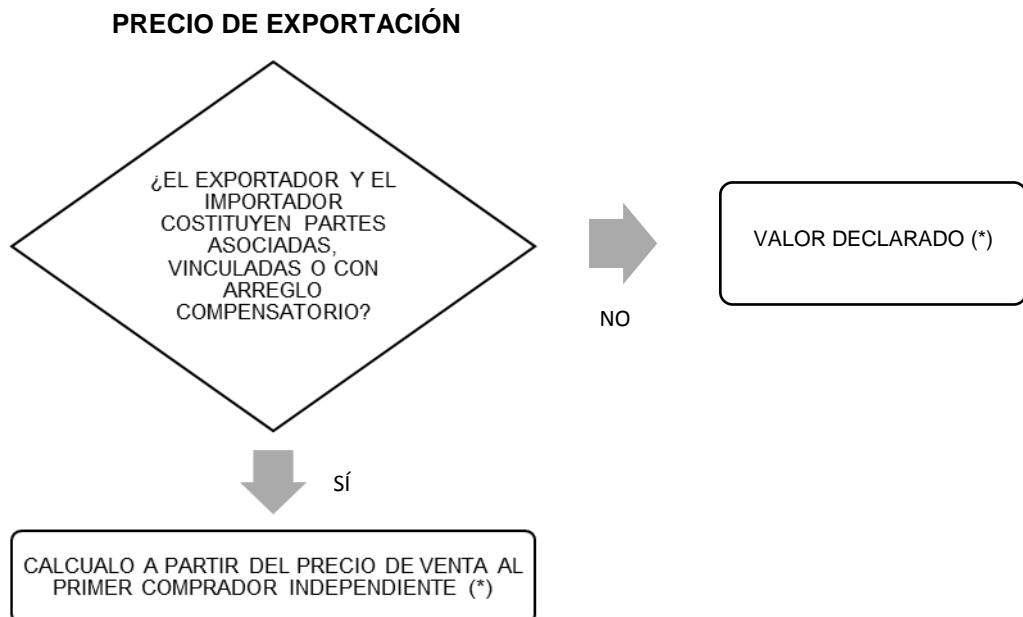 PRECIO DE EXPORTACIÓN
¿EL EXPORTADOR Y EL
IMPORTADOR
COSTITUYEN PARTES
ASOCIADAS,
VINCULADAS O CON
ARREGLO
COMPENSATORIO?
VALOR DECLARADO (*)
NO
SÍ
CALCUALO A PARTIR DEL PRECIO DE VENTA AL
PRIMER COMPRADOR INDEPENDIENTE (*)